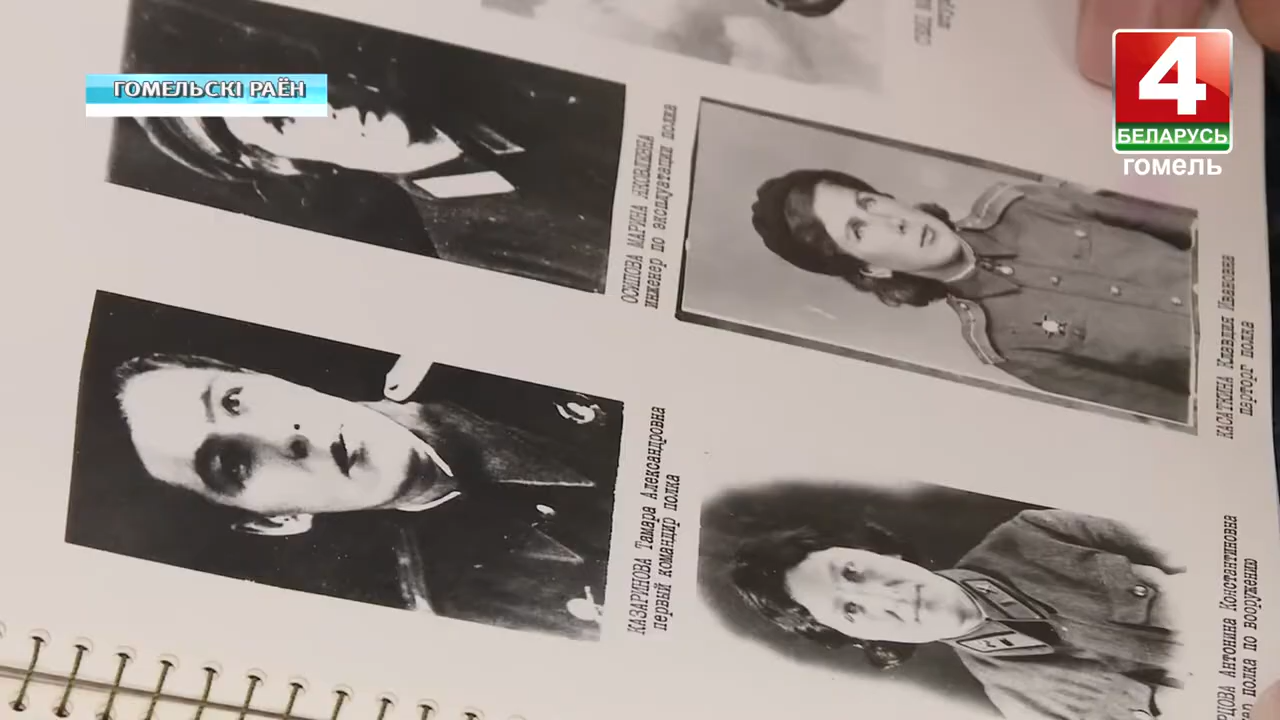 ГОМЕЛЬСКІ РАЁН
4
БЕЛАРУСЬ
гомель
ОСИПОВА МАРИНА ЯКОВЛЕВНА
инженер по эксплуатации полка
КАСАТКИНА Клавдия Ивановна
парторг полка
КАЗАРИНОВА Тамара Александровна
первый командир полка
Антонина Константиновна
полка по вооружению